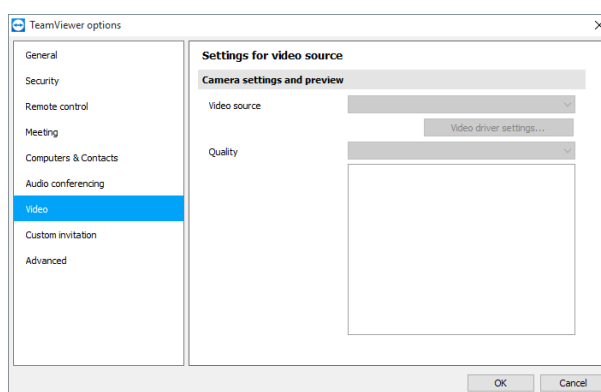 TeamViewer options
General
Security
Remote control
Meeting
Computers & Contacts
Audio conferencing
Video
Custom invitation
Advanced
Settings for video source
Camera settings and preview
Video source
Video driver settings...
Quality
OK
Cancel